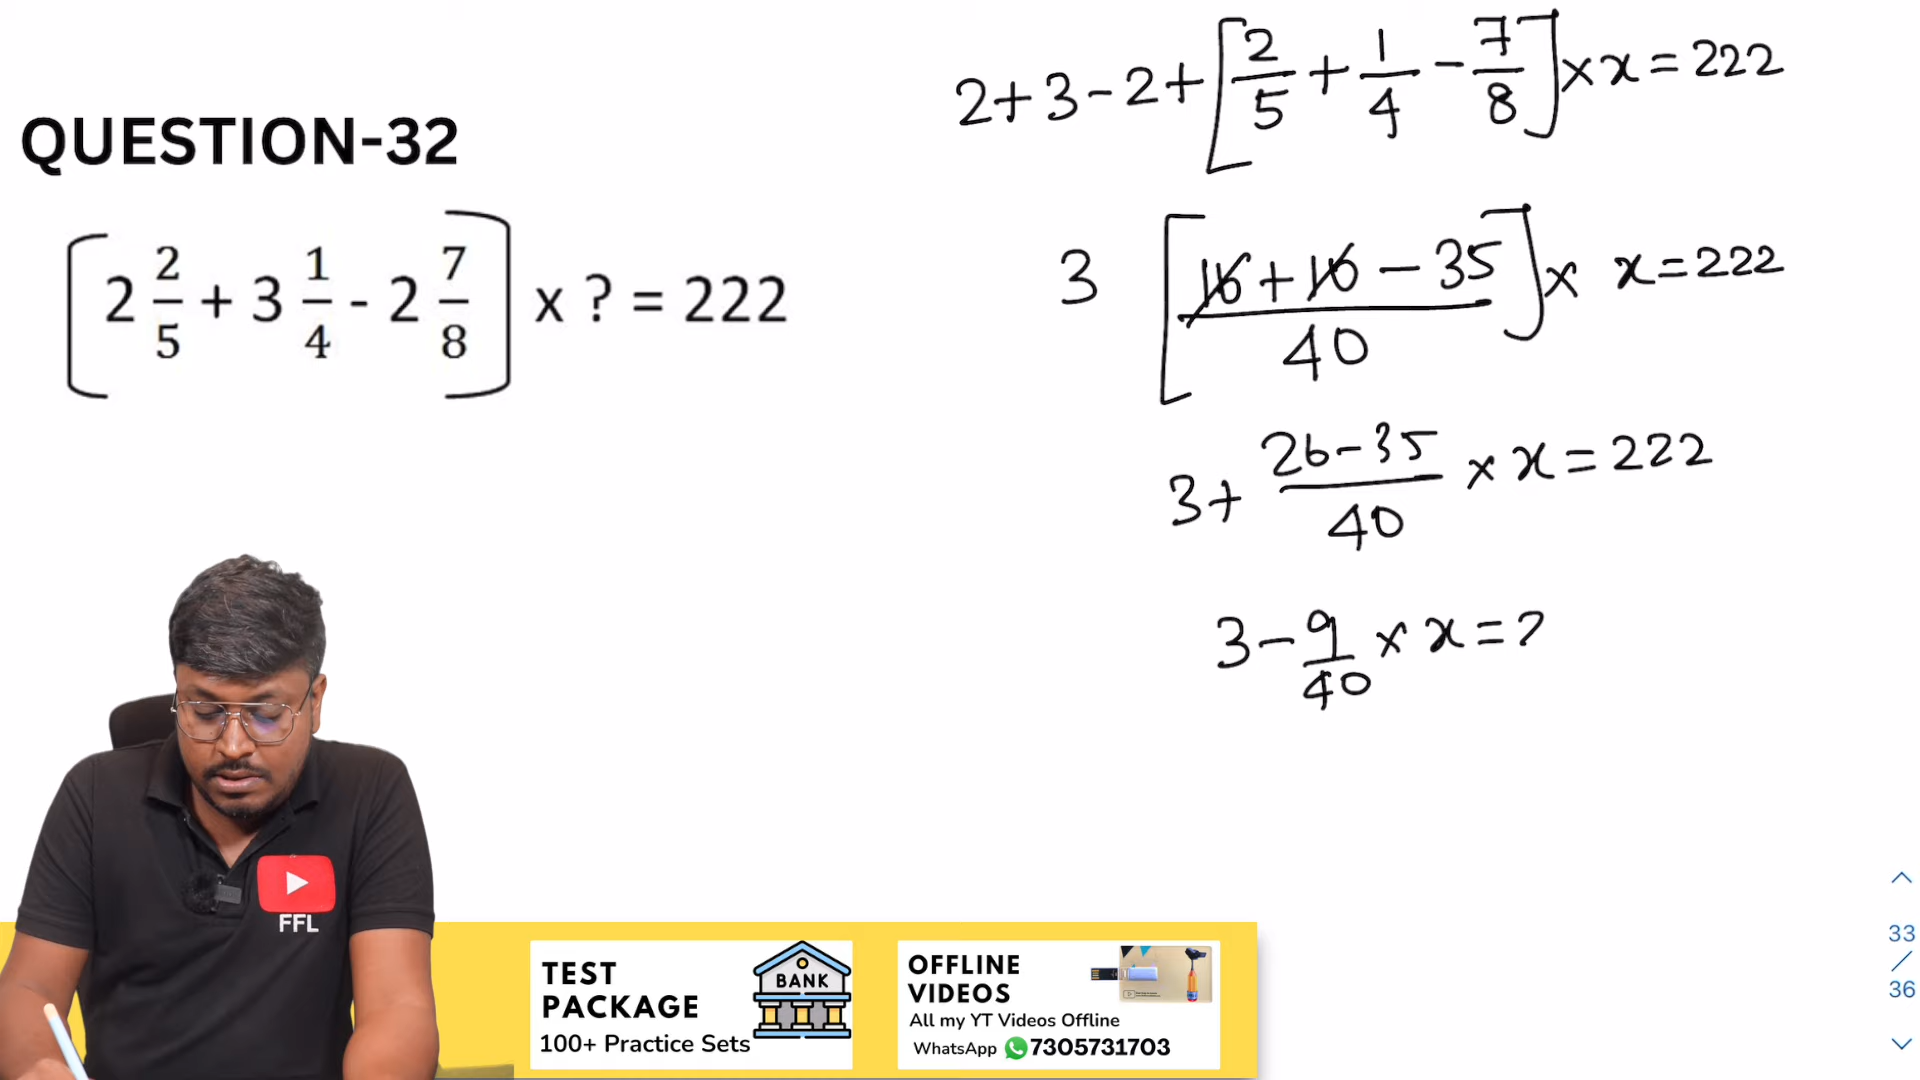 QUESTION-32
[2 2/5 + 3 1/4 - 2 7/8] x ? = 222
2+3-2+[2/5 + 1/4 - 7/8] × x = 222
3 [16+10-35/40] × x = 222
3+ 26-35/40 × x = 222
3 - 9/40 × x = ?
FFL
TEST
PACKAGE
100+ Practice Sets
BANK
OFFLINE
VIDEOS
All my YT Videos Offline
WhatsApp 7305731703
33
/
36